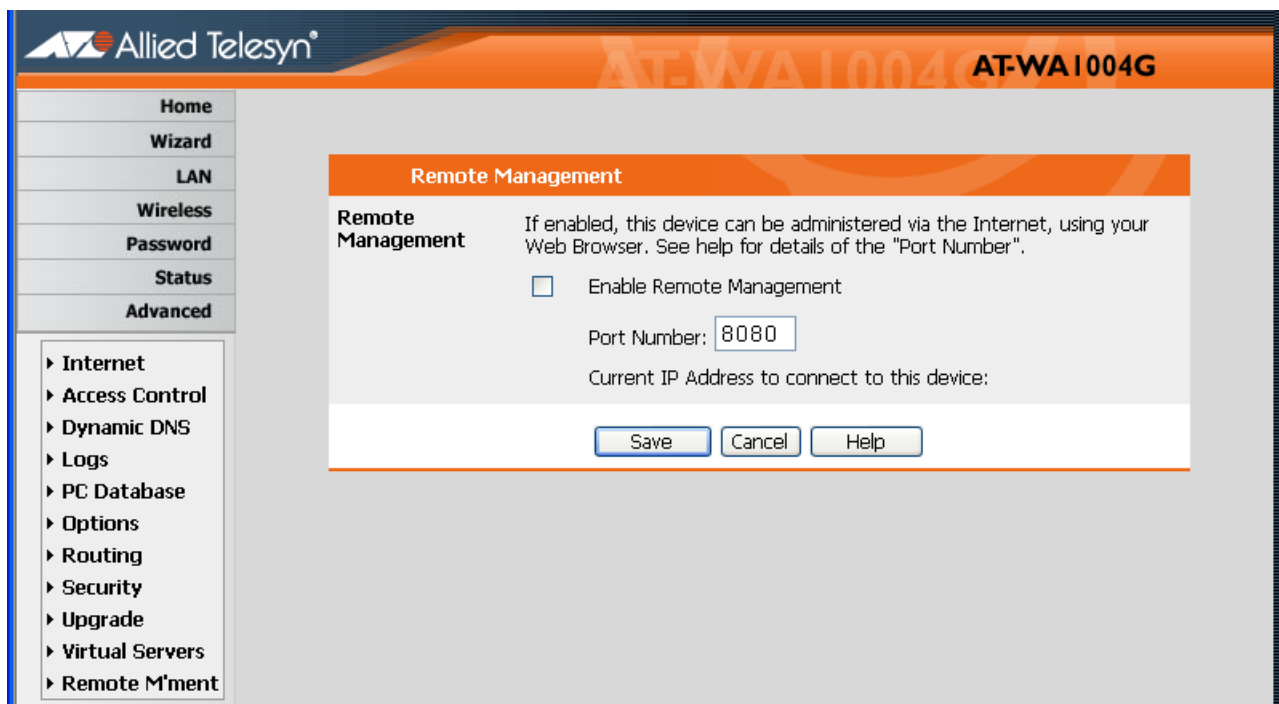 Allied Telesyn®
AT-WA1004G
AT-WA1004G
Home
Wizard
LAN
Wireless
Password
Status
Advanced
Internet
Access Control
Dynamic DNS
Logs
PC Database
Options
Routing
Security
Upgrade
Virtual Servers
Remote M'ment
Remote Management
Remote
Management
If enabled, this device can be administered via the Internet, using your
Web Browser. See help for details of the "Port Number".
Enable Remote Management
Port Number: 8080
Current IP Address to connect to this device:
Save Cancel Help